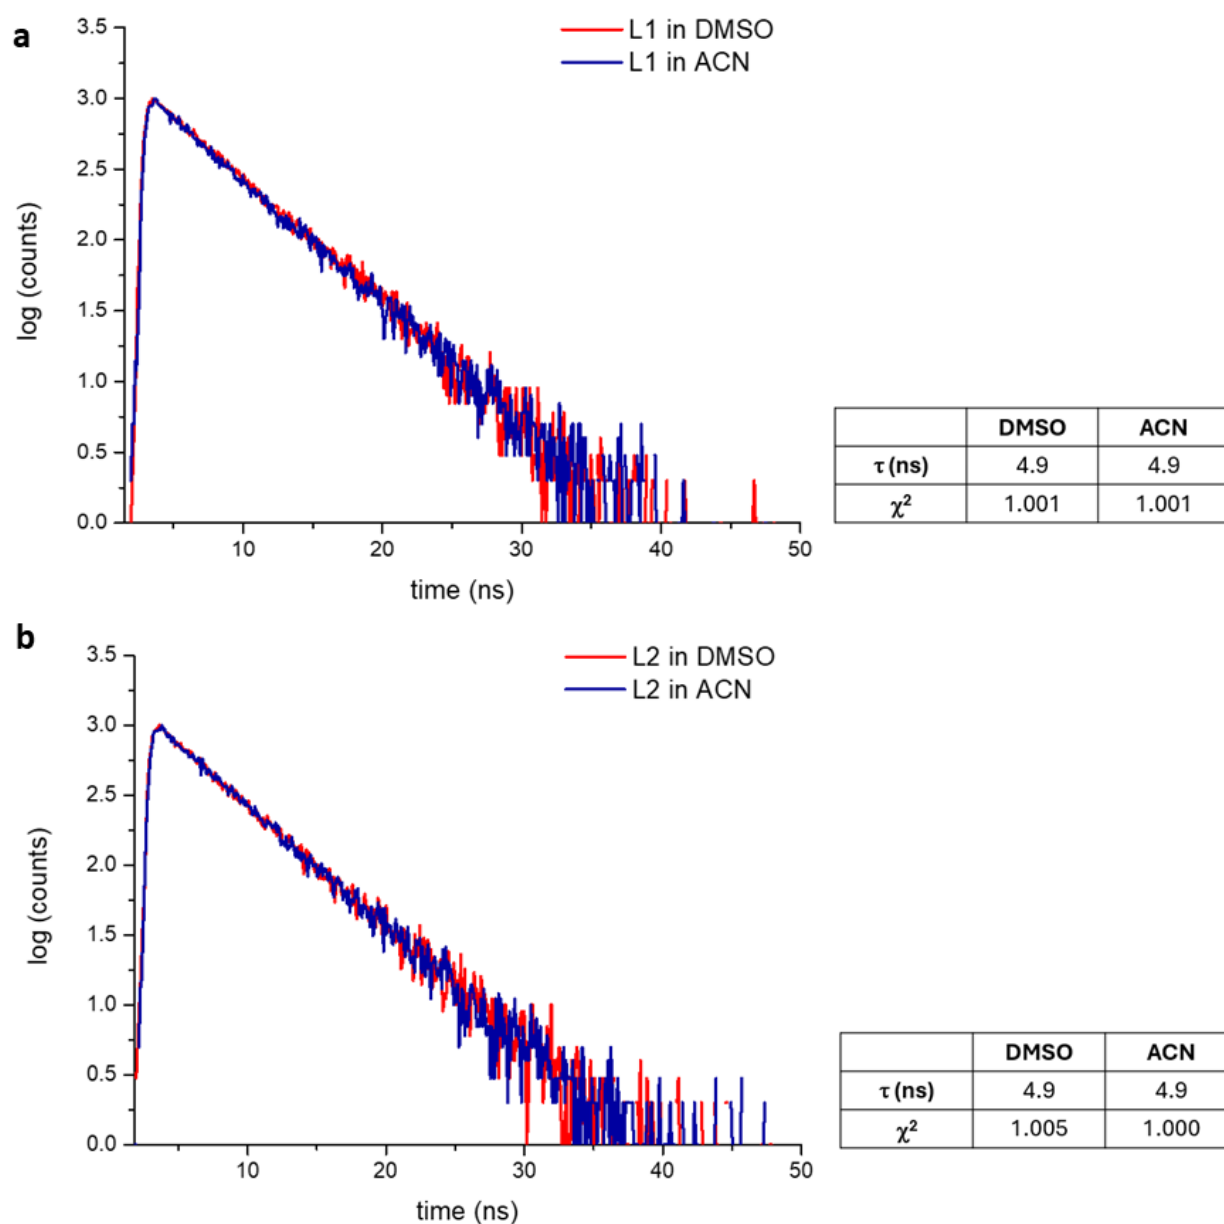 a
L1 in DMSO
L1 in ACN
3.5
3.0
2.5
2.0
1.5
1.0
0.5
0.0
log (counts)
10 20 30 40 50
time (ns)
DMSO ACN
τ (ns) 4.9 4.9
χ² 1.001 1.001
b
L2 in DMSO
L2 in ACN
3.5
3.0
2.5
2.0
1.5
1.0
0.5
0.0
log (counts)
10 20 30 40 50
time (ns)
DMSO ACN
τ (ns) 4.9 4.9
χ² 1.005 1.000